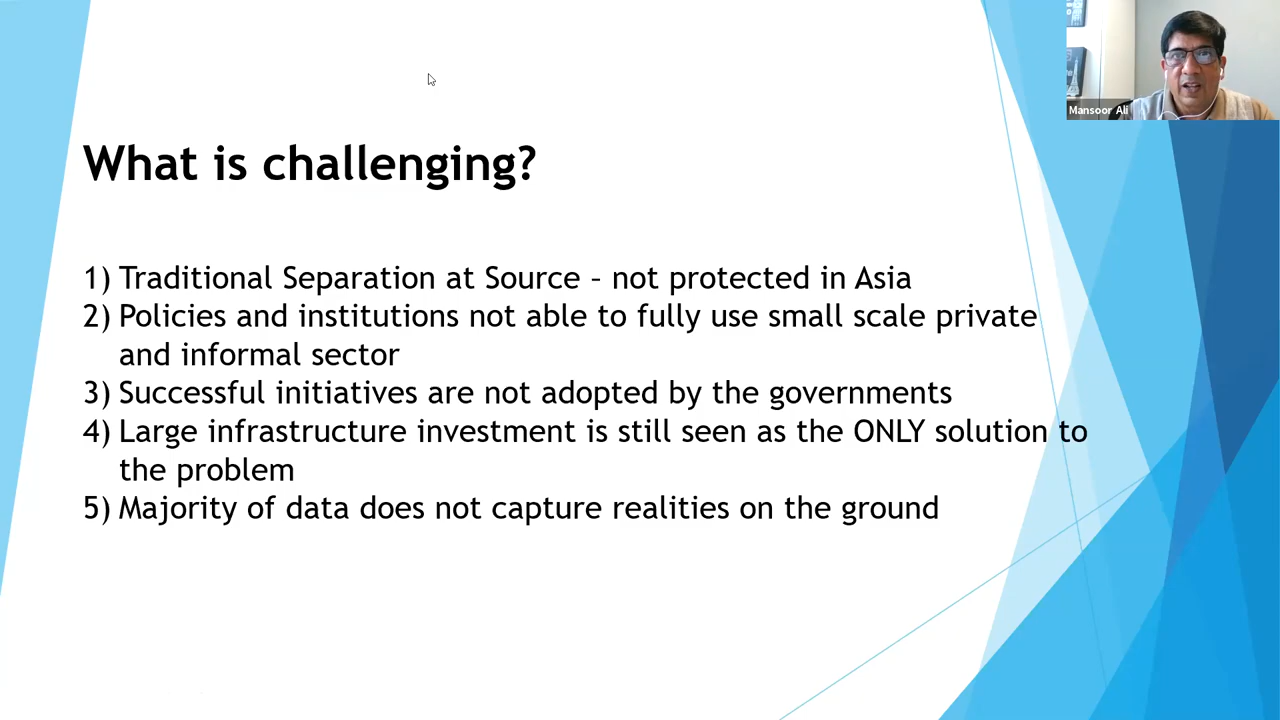 Mansoor Ali
What is challenging?
1) Traditional Separation at Source – not protected in Asia
2) Policies and institutions not able to fully use small scale private
and informal sector
3) Successful initiatives are not adopted by the governments
4) Large infrastructure investment is still seen as the ONLY solution to
the problem
5) Majority of data does not capture realities on the ground